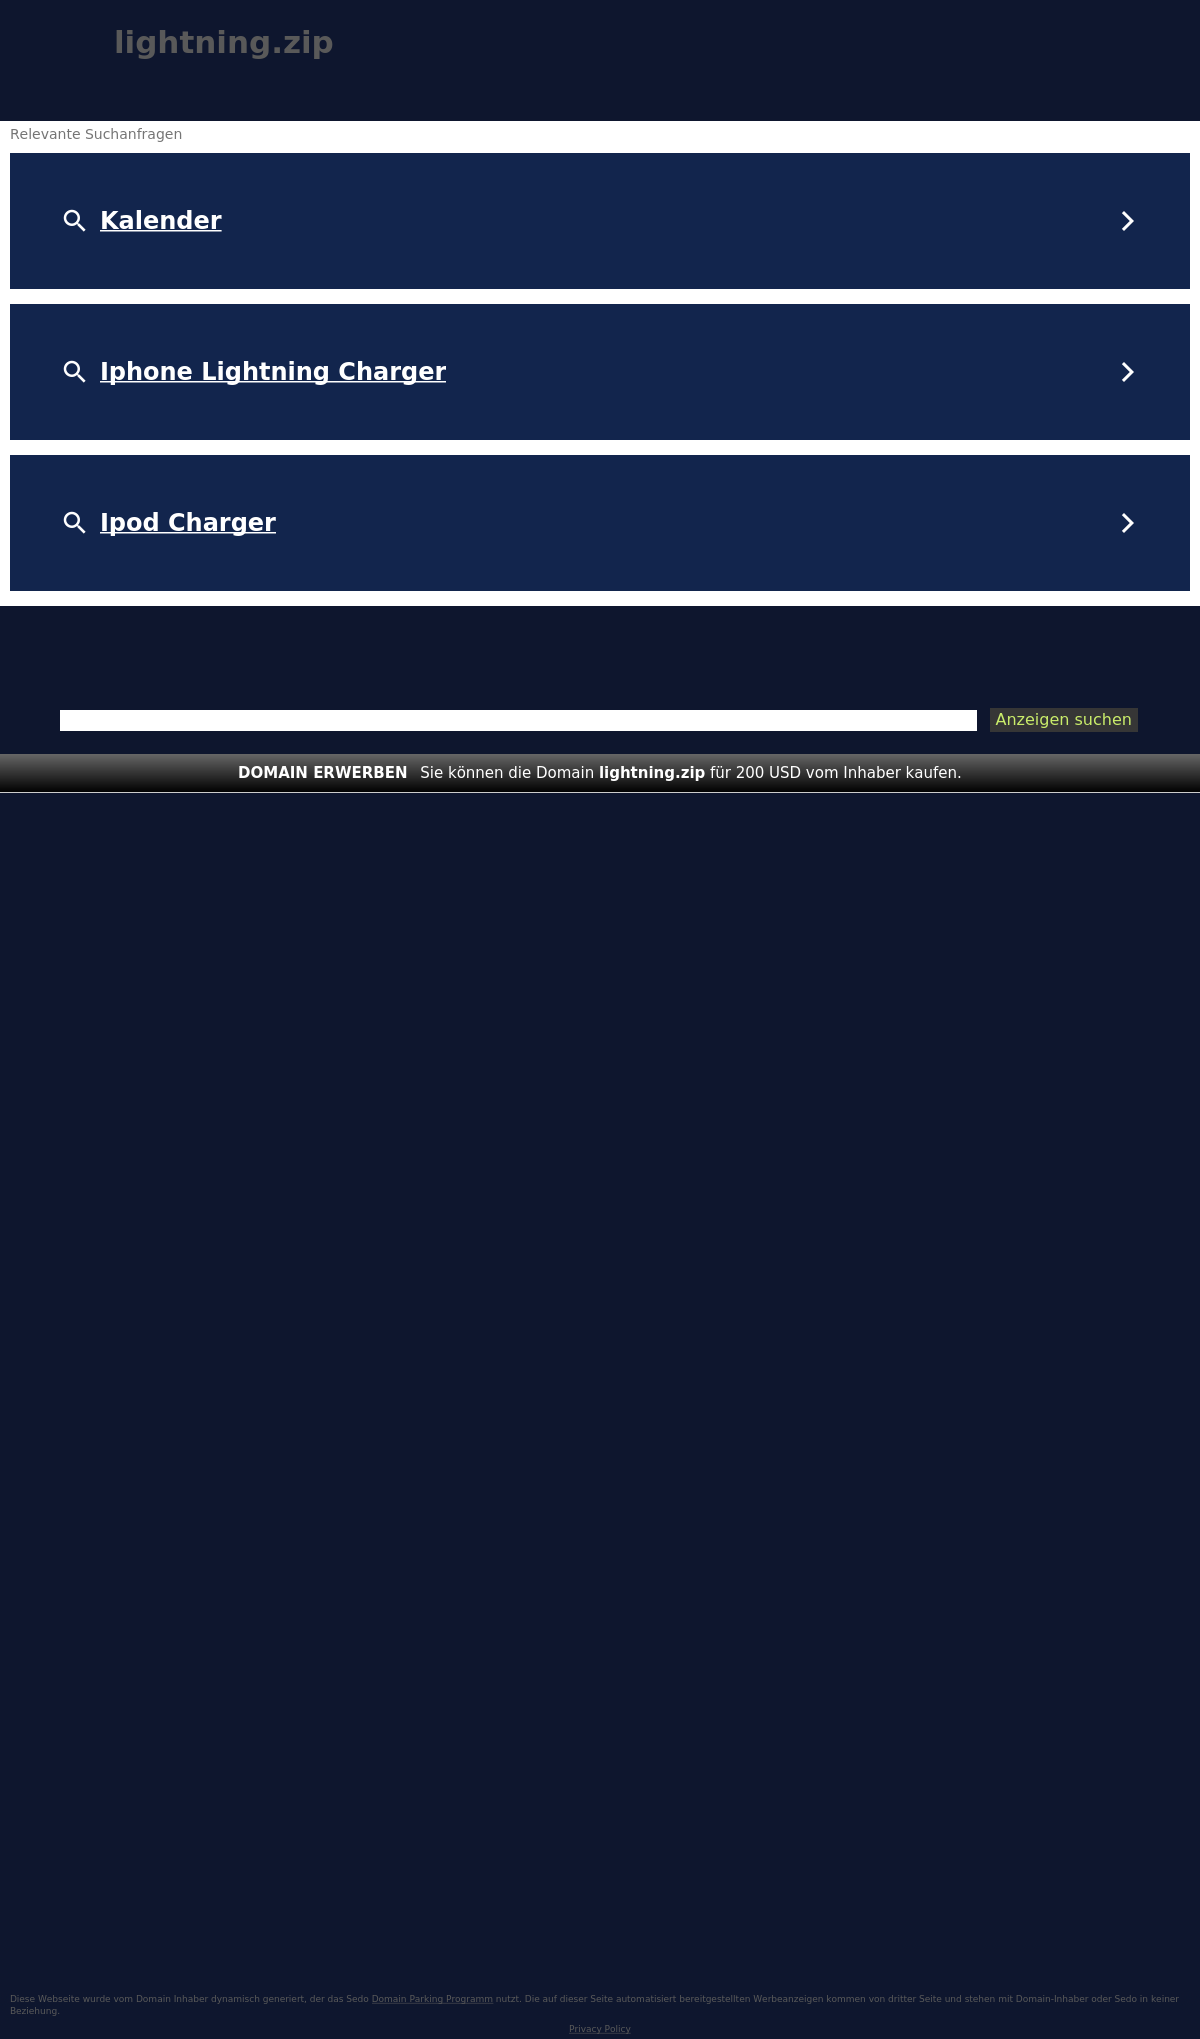 lightning.zip
Relevante Suchanfragen
Kalender
Iphone Lightning Charger
Ipod Charger
Anzeigen suchen
DOMAIN ERWERBEN Sie können die Domain lightning.zip für 200 USD vom Inhaber kaufen.
Diese Webseite wurde vom Domain Inhaber dynamisch generiert, der das Sedo Domain Parking Programm nutzt. Die auf dieser Seite automatisiert bereitgestellten Werbeanzeigen kommen von dritter Seite und stehen mit Domain-Inhaber oder Sedo in keiner
Beziehung.
Privacy Policy